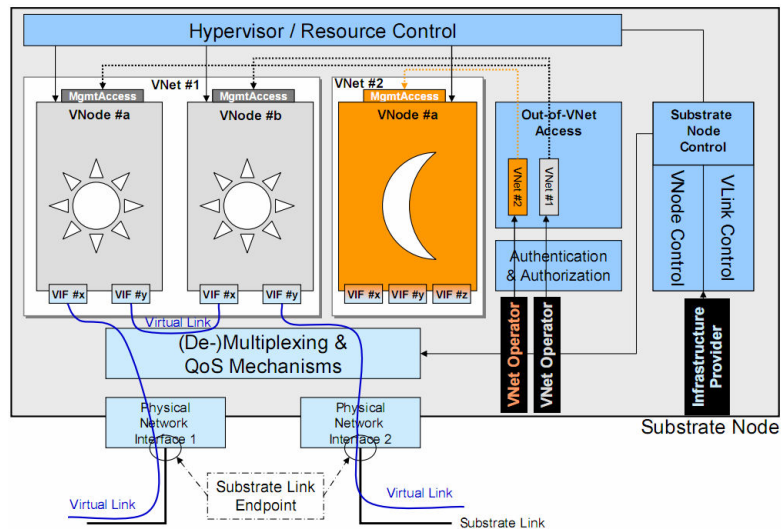 Hypervisor / Resource Control
VNet #1
VNet #2
MgmtAccess
MgmtAccess
MgmtAccess
VNode #a
VNode #b
VNode #a
Out-of-VNet
Access
Substrate
Node
Control
VNet #2
VNet #1
VNode Control
VLink Control
Authentication
& Authorization
VIF #x
VIF #y
VIF #x
VIF #y
VIF #x
VIF #y
VIF #z
Virtual Link
(De-)Multiplexing &
QoS Mechanisms
VNet Operator
VNet Operator
Infrastructure
Provider
Substrate Node
Physical
Network
Interface 1
Physical
Network
Interface 2
Substrate Link
Endpoint
Virtual Link
Virtual Link
Substrate Link